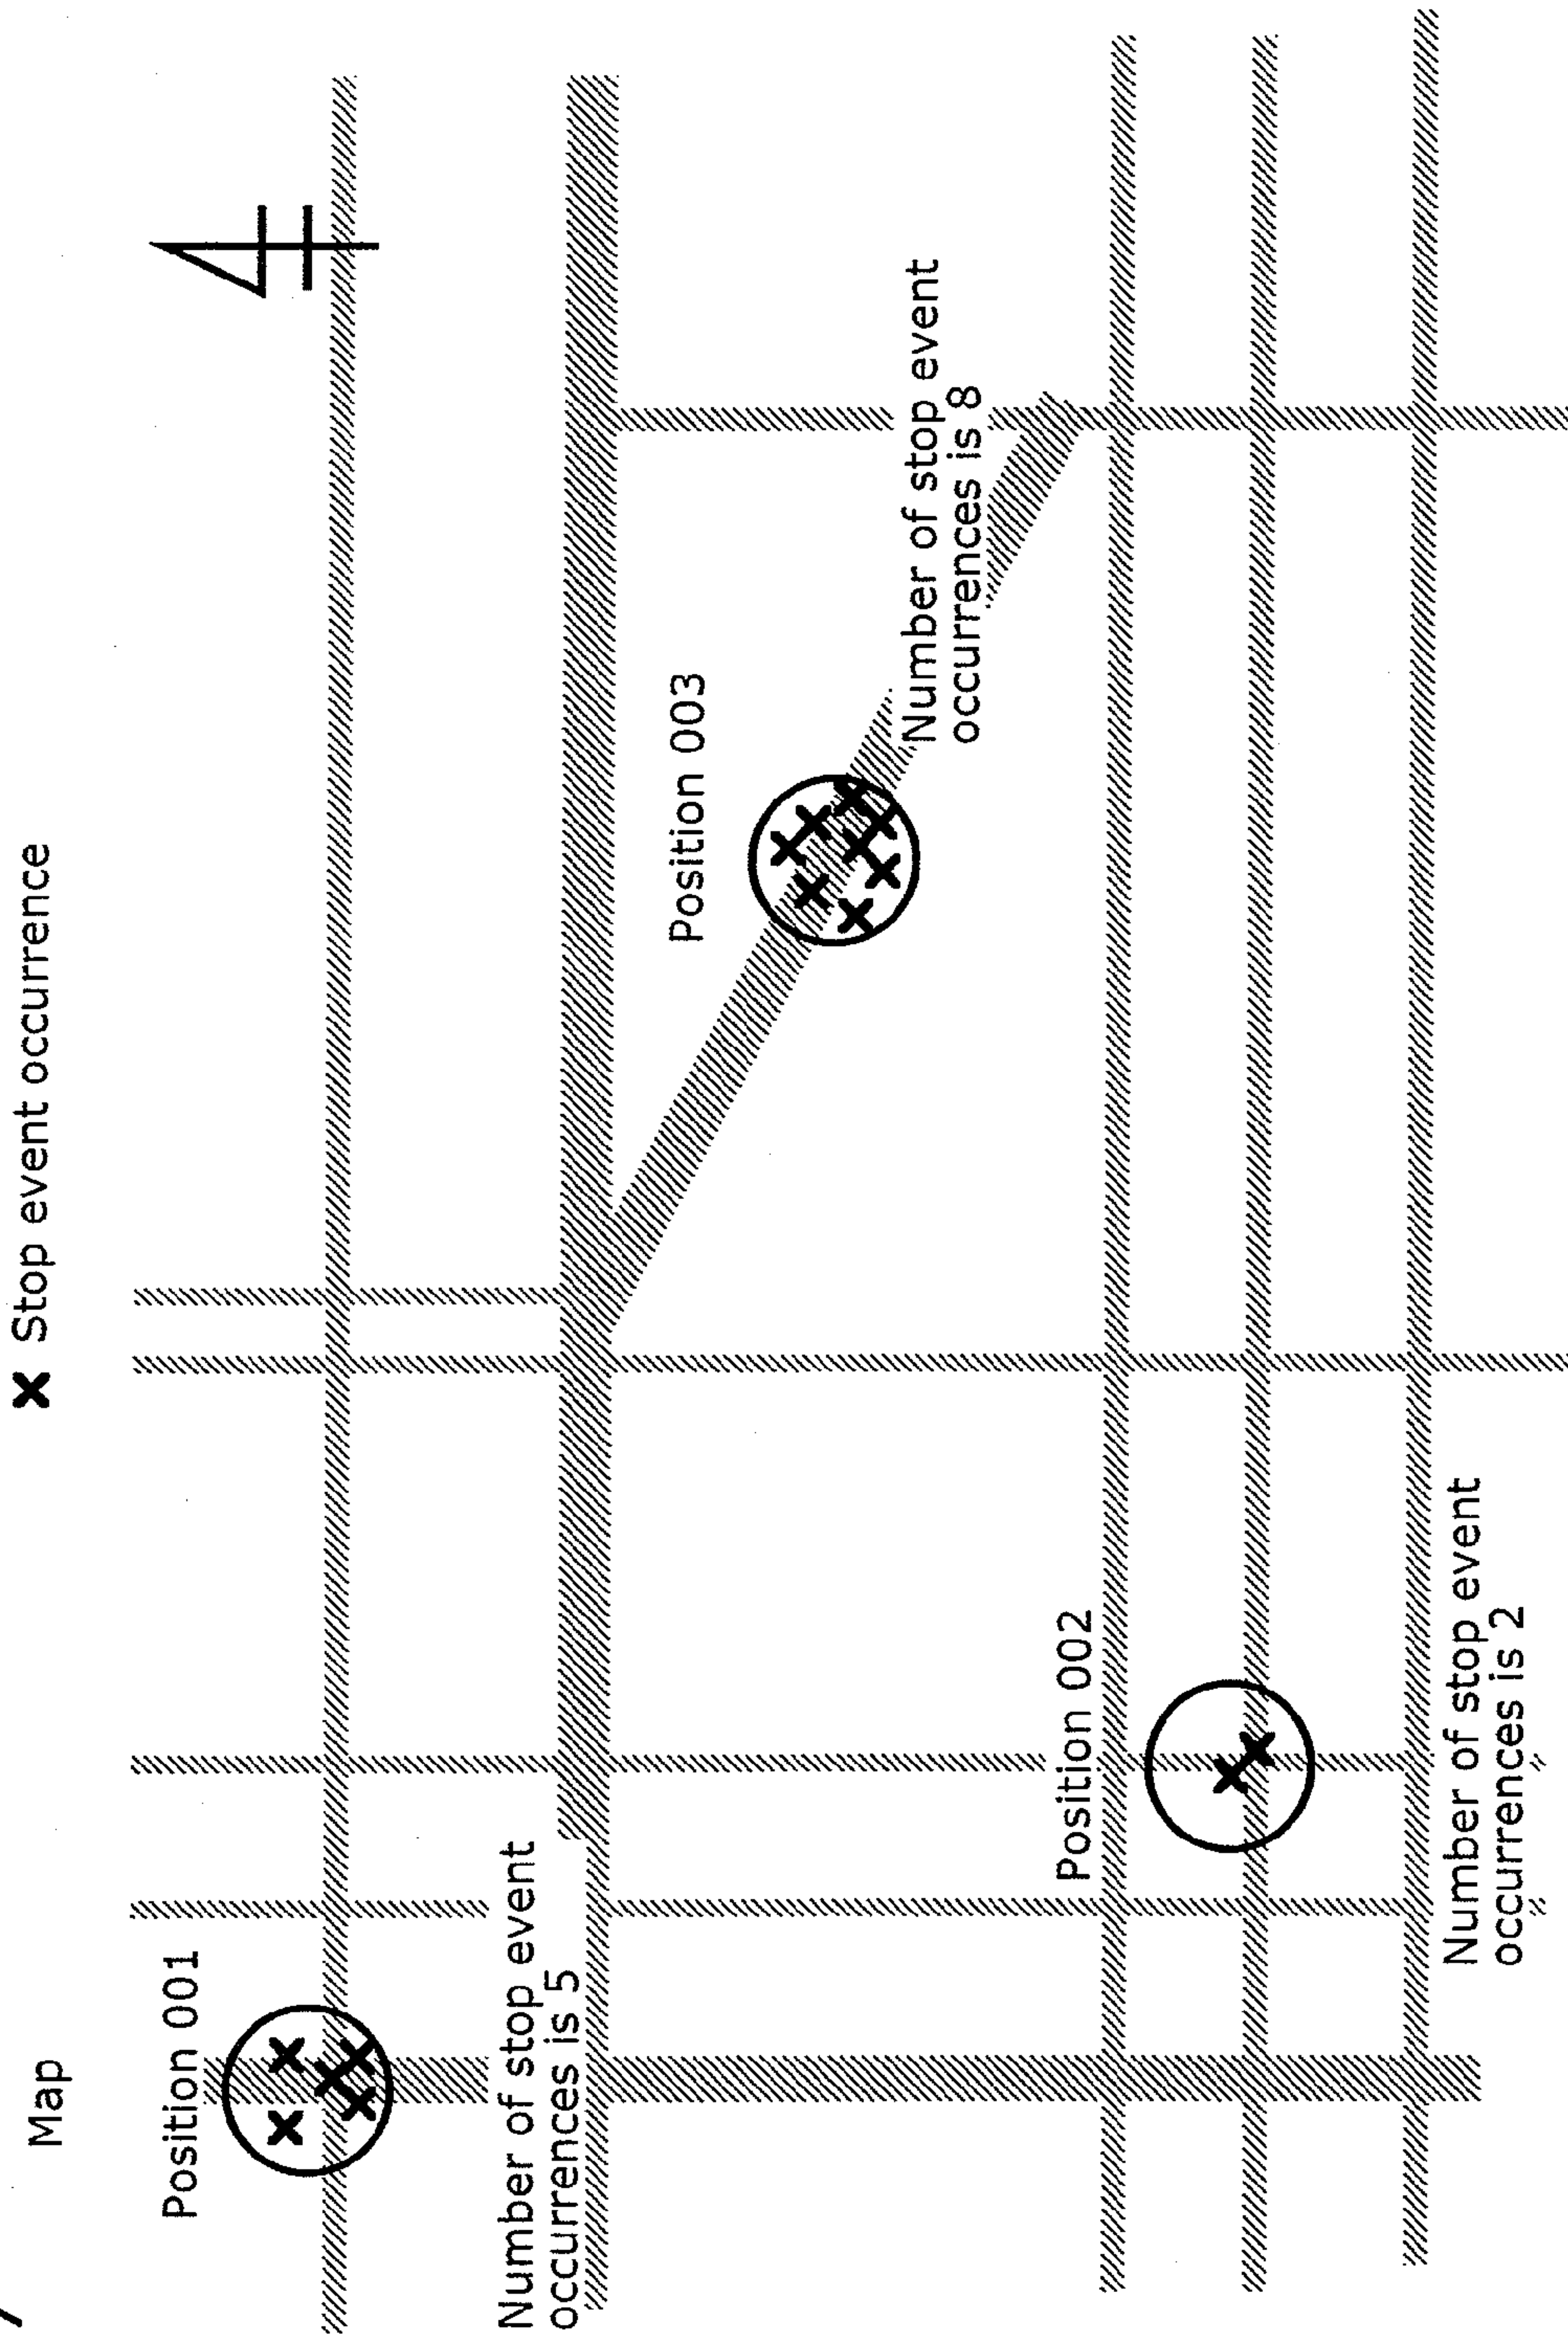 Map
× Stop event occurrence
Position 001
Number of stop event
occurrences is 5
Position 003
Number of stop event
occurrences is 8
Position 002
Number of stop event
occurrences is 2